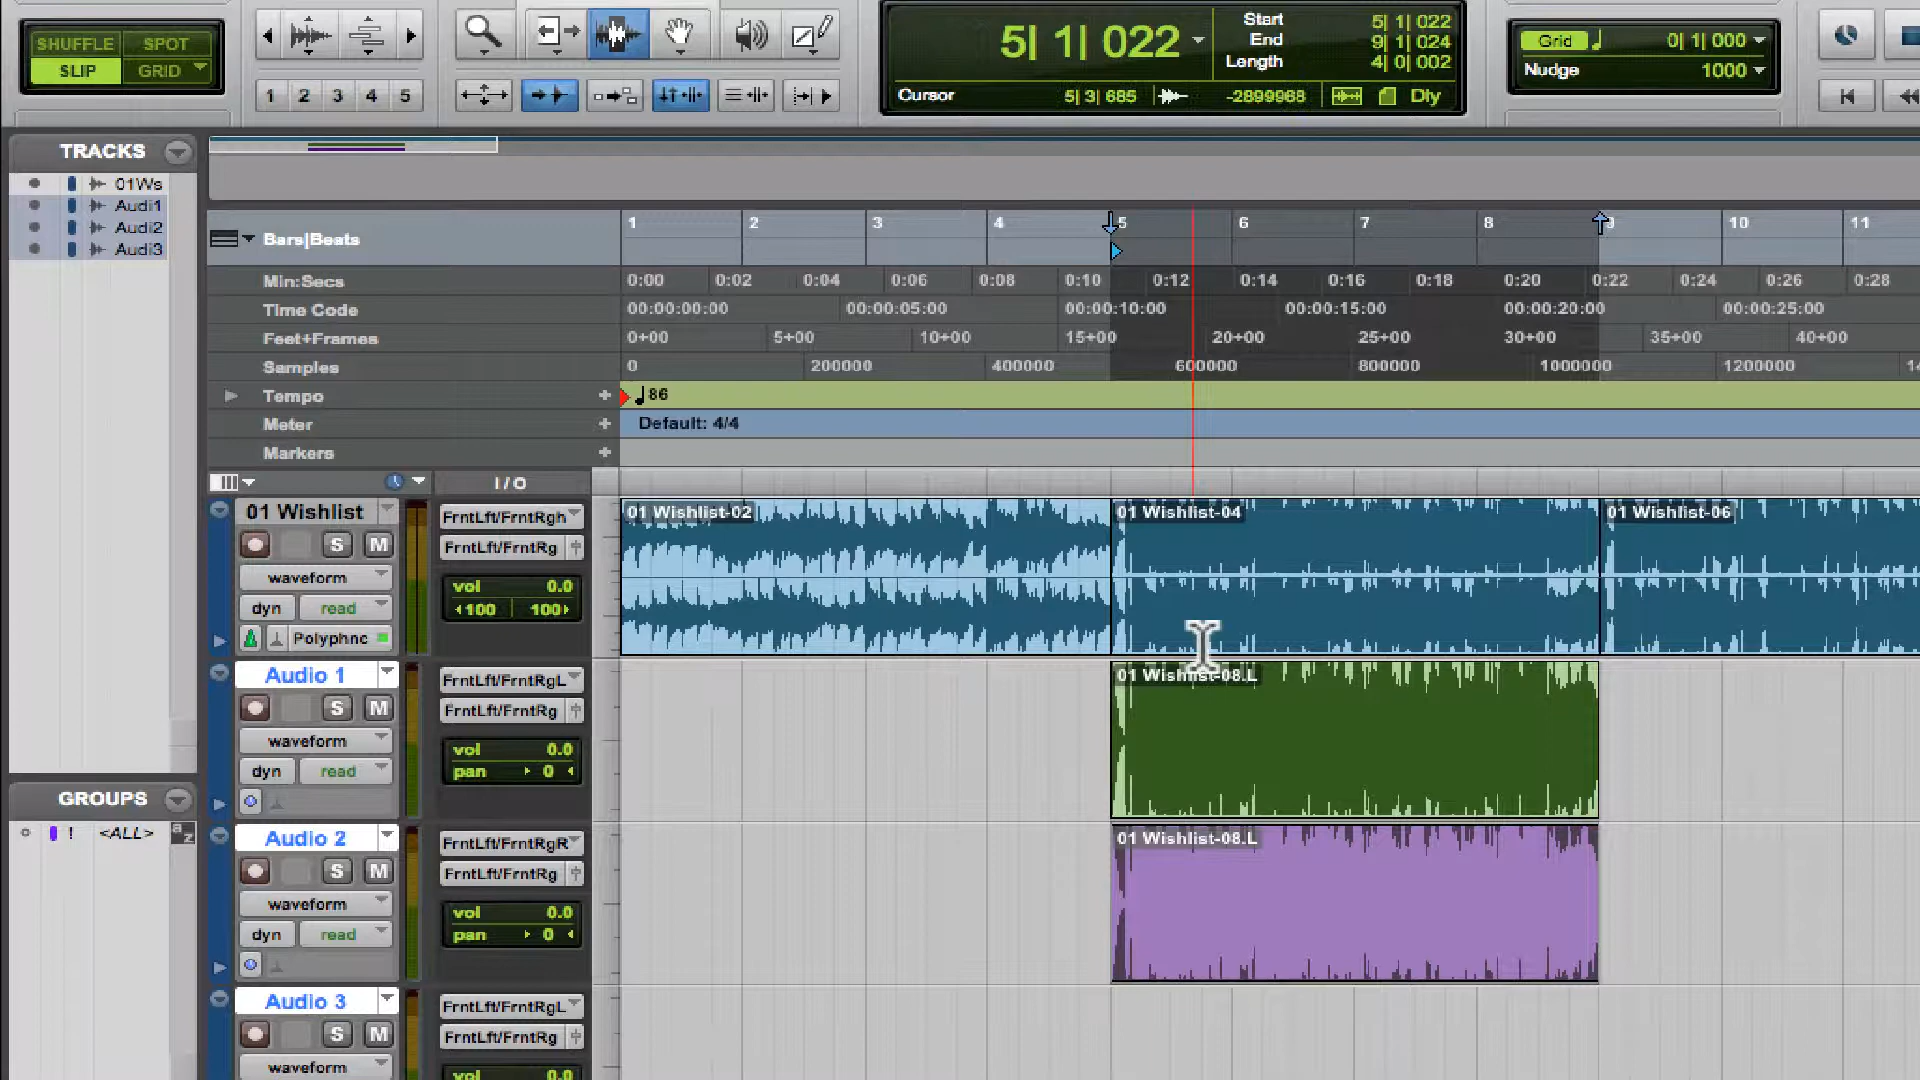 SHUFFLE SPOT
SLIP GRID
1 2 3 4 5
5| 1| 022
Start 5| 1| 022
End 9| 1| 024
Length 4| 0| 002
Cursor 5| 3| 685 -2899968 Dly
Grid 0| 1| 000
Nudge 1000
TRACKS
01Ws
Audi1
Audi2
Audi3
GROUPS
! <ALL> a z
Bars|Beats 1 2 3 4 5 6 7 8 9 10 11
Min:Secs 0:00 0:02 0:04 0:06 0:08 0:10 0:12 0:14 0:16 0:18 0:20 0:22 0:24 0:26 0:28
Time Code 00:00:00:00 00:00:05:00 00:00:10:00 00:00:15:00 00:00:20:00 00:00:25:00
Feet+Frames 0+00 5+00 10+00 15+00 20+00 25+00 30+00 35+00 40+00
Samples 0 200000 400000 600000 800000 1000000 1200000
Tempo + 86
Meter + Default: 4/4
Markers +
I/O
01 Wishlist FrntLft/FrntRgh 01 Wishlist-02 01 Wishlist-04 01 Wishlist-06
S M FrntLft/FrntRg
waveform vol 0.0
dyn read 100 100
Polyphnc
Audio 1 FrntLft/FrntRgL 01 Wishlist-08.L
S M FrntLft/FrntRg
waveform vol 0.0
dyn read pan 0
Audio 2 FrntLft/FrntRgR 01 Wishlist-08.L
S M FrntLft/FrntRg
waveform vol 0.0
dyn read pan 0
Audio 3 FrntLft/FrntRgL
S M FrntLft/FrntRg
waveform vol 0.0